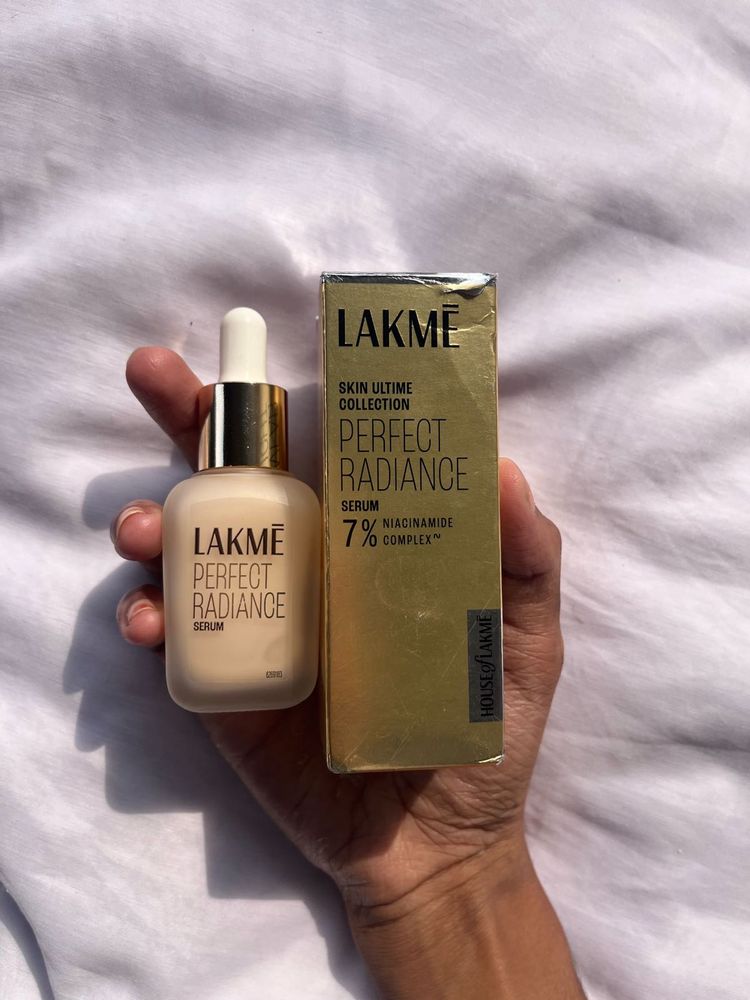 LAKMĒ
PERFECT
RADIANCE
SERUM
LAKMĒ
SKIN ULTIME
COLLECTION
PERFECT
RADIANCE
SERUM
7% NIACINAMIDE
COMPLEX~
HOUSE of LAKMĒ